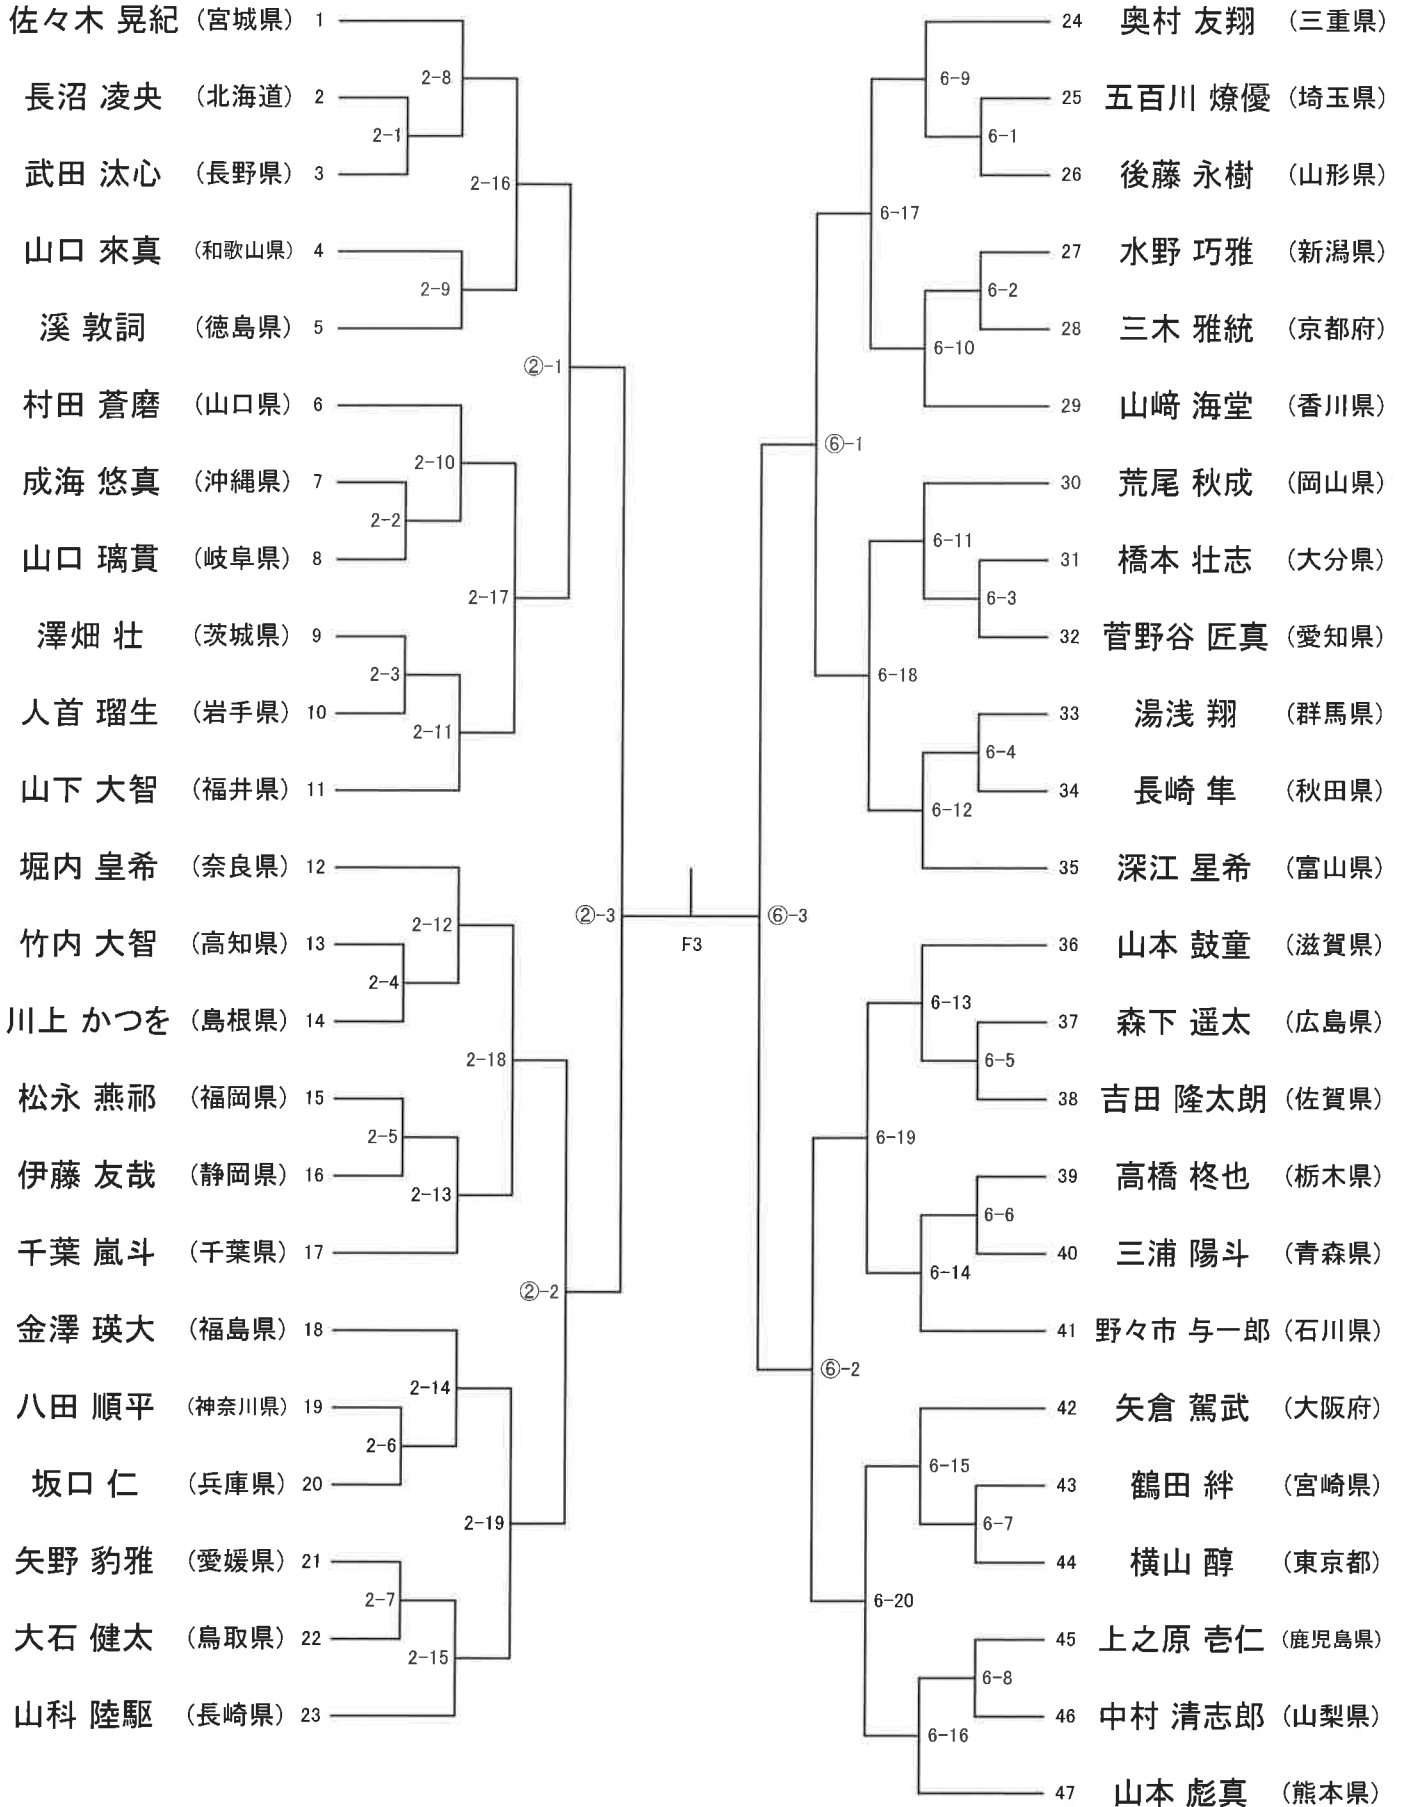 佐々木 晃紀 (宮城県) 1
長沼 凌央 (北海道) 2
武田 汰心 (長野県) 3
山口 來真 (和歌山県) 4
溪 敦詞 (徳島県) 5
村田 蒼磨 (山口県) 6
成海 悠真 (沖縄県) 7
山口 璃貫 (岐阜県) 8
澤畑 壮 (茨城県) 9
人首 瑠生 (岩手県) 10
山下 大智 (福井県) 11
堀内 皇希 (奈良県) 12
竹内 大智 (高知県) 13
川上 かつを (島根県) 14
松永 燕祁 (福岡県) 15
伊藤 友哉 (静岡県) 16
千葉 嵐斗 (千葉県) 17
金澤 瑛大 (福島県) 18
八田 順平 (神奈川県) 19
坂口 仁 (兵庫県) 20
矢野 豹雅 (愛媛県) 21
大石 健太 (鳥取県) 22
山科 陸駆 (長崎県) 23
2-8
2-1
2-16
2-9
②-1
2-10
2-2
2-17
2-3
2-11
②-3
2-12
2-4
2-18
2-5
2-13
②-2
2-14
2-6
2-19
2-7
2-15
F3
6-9
6-1
6-17
6-2
6-10
⑥-1
6-11
6-3
6-18
6-4
6-12
⑥-3
6-13
6-5
6-19
6-6
6-14
⑥-2
6-15
6-7
6-20
6-8
6-16
24 奥村 友翔 (三重県)
25 五百川 燎優 (埼玉県)
26 後藤 永樹 (山形県)
27 水野 巧雅 (新潟県)
28 三木 雅統 (京都府)
29 山﨑 海堂 (香川県)
30 荒尾 秋成 (岡山県)
31 橋本 壮志 (大分県)
32 菅野谷 匠真 (愛知県)
33 湯浅 翔 (群馬県)
34 長崎 隼 (秋田県)
35 深江 星希 (富山県)
36 山本 鼓童 (滋賀県)
37 森下 遥太 (広島県)
38 吉田 隆太朗 (佐賀県)
39 高橋 柊也 (栃木県)
40 三浦 陽斗 (青森県)
41 野々市 与一郎 (石川県)
42 矢倉 駕武 (大阪府)
43 鶴田 絆 (宮崎県)
44 横山 醇 (東京都)
45 上之原 壱仁 (鹿児島県)
46 中村 清志郎 (山梨県)
47 山本 彪真 (熊本県)